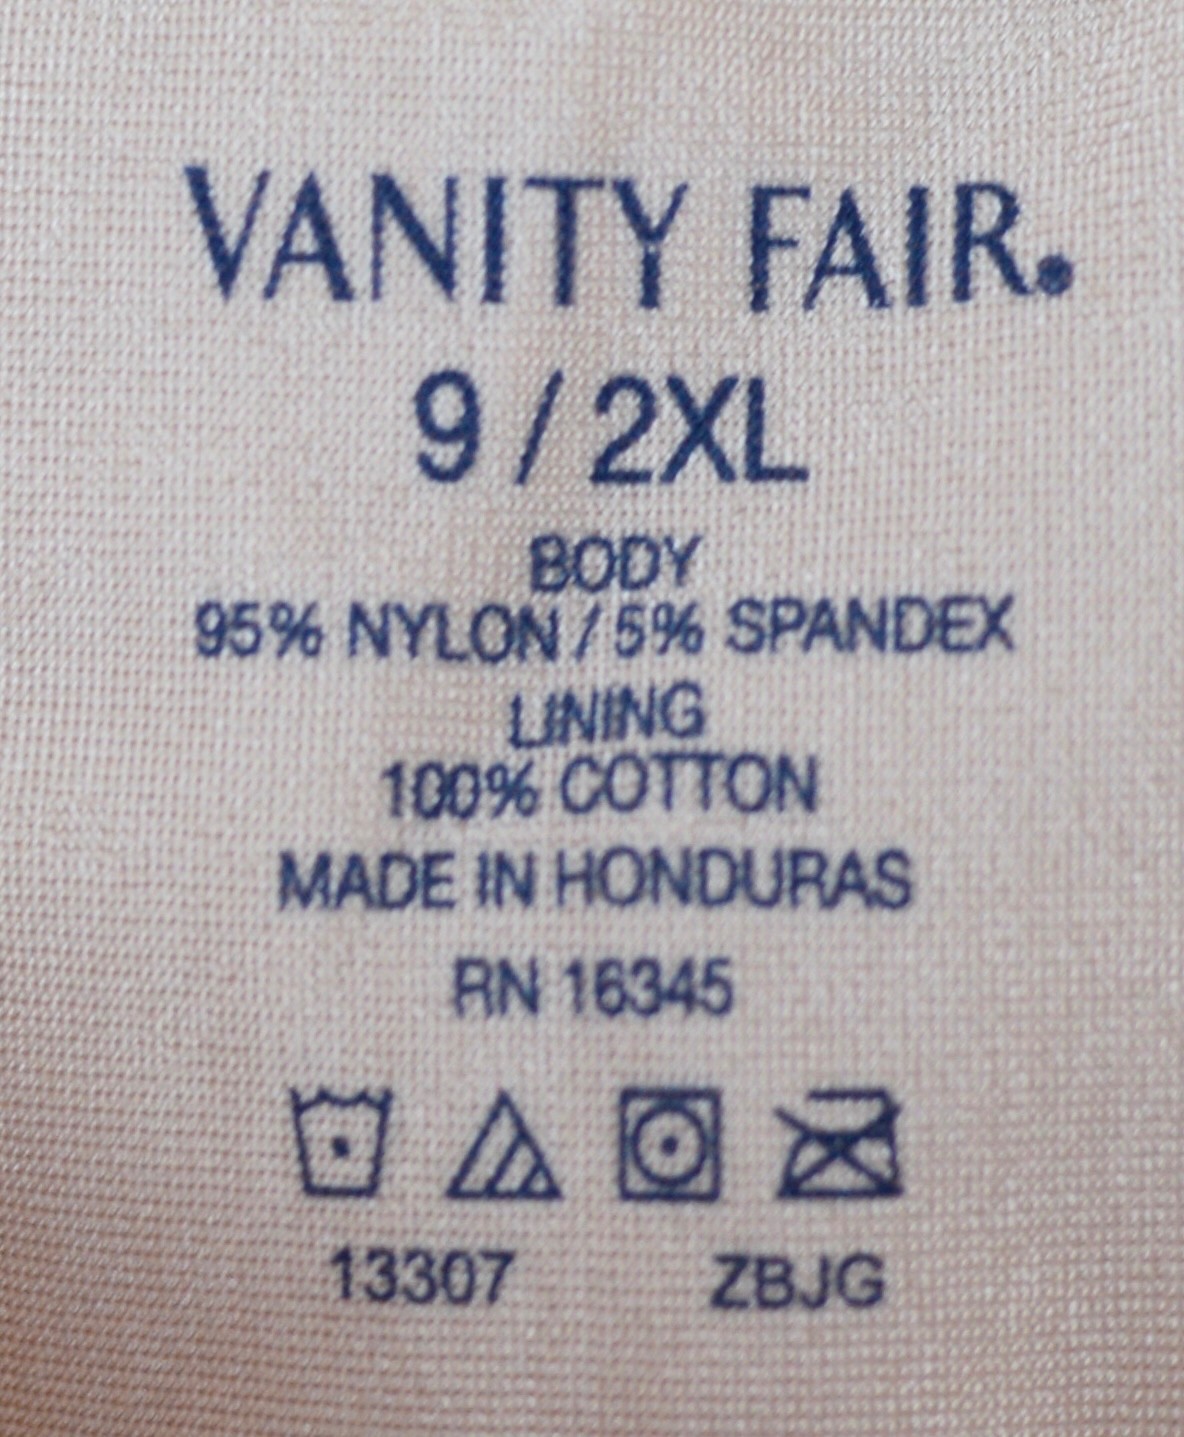 VANITY FAIR.
9 / 2XL
BODY
95% NYLON / 5% SPANDEX
LINING
100% COTTON
MADE IN HONDURAS
RN 16345
13307 ZBJG